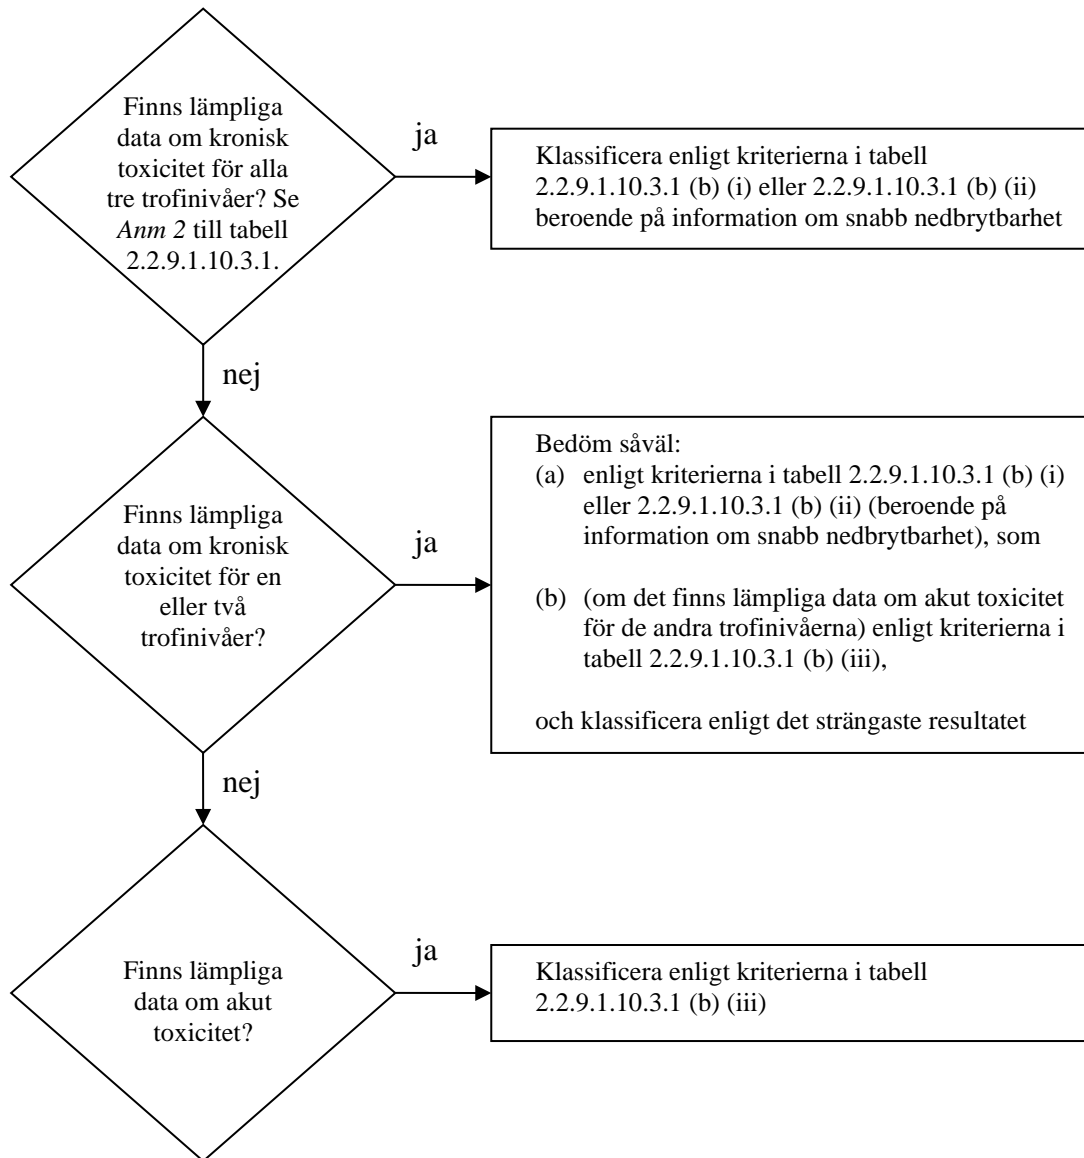 Finns lämpliga
data om kronisk
toxicitet för alla
tre trofinivåer? Se
Anm 2 till tabell
2.2.9.1.10.3.1.
ja
Klassificera enligt kriterierna i tabell
2.2.9.1.10.3.1 (b) (i) eller 2.2.9.1.10.3.1 (b) (ii)
beroende på information om snabb nedbrytbarhet
nej
Finns lämpliga
data om kronisk
toxicitet för en
eller två
trofinivåer?
ja
Bedöm såväl:
(a) enligt kriterierna i tabell 2.2.9.1.10.3.1 (b) (i)
eller 2.2.9.1.10.3.1 (b) (ii) (beroende på
information om snabb nedbrytbarhet), som
(b) (om det finns lämpliga data om akut toxicitet
för de andra trofinivåerna) enligt kriterierna i
tabell 2.2.9.1.10.3.1 (b) (iii),
och klassificera enligt det strängaste resultatet
nej
Finns lämpliga
data om akut
toxicitet?
ja
Klassificera enligt kriterierna i tabell
2.2.9.1.10.3.1 (b) (iii)